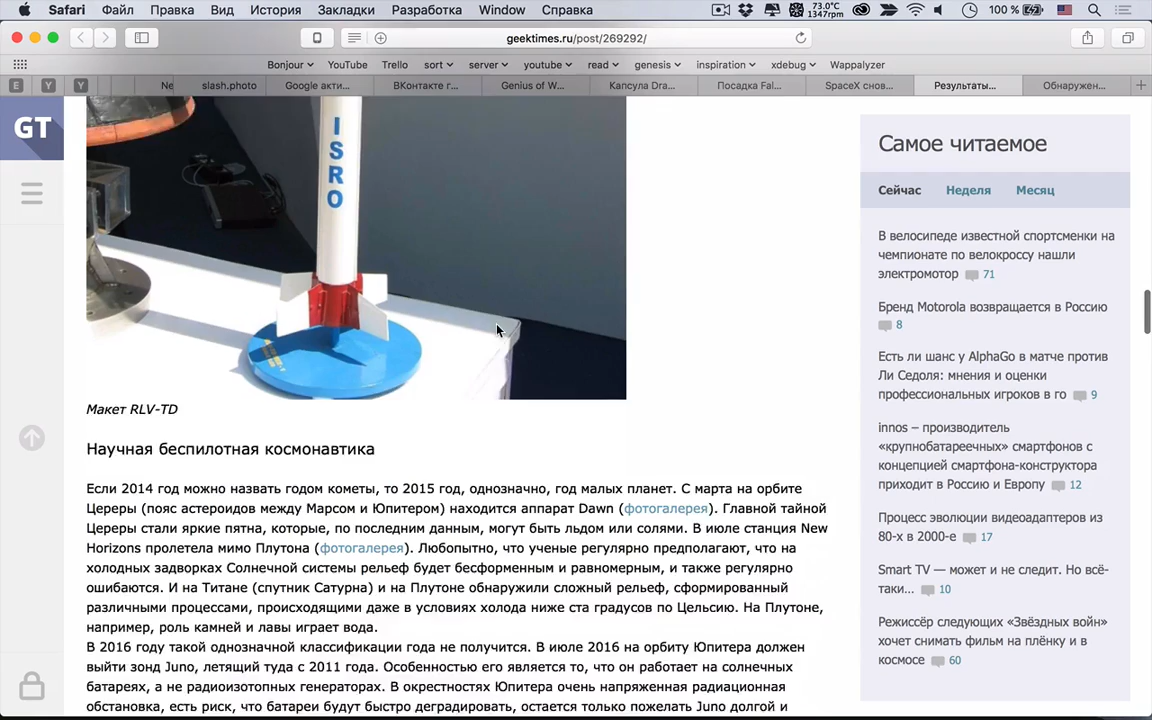 Safari Файл Правка Вид История Закладки Разработка Window Справка 73.0°C 1347rpm 100 %
geektimes.ru/post/269292/
Bonjour YouTube Trello sort server youtube read genesis inspiration xdebug Wappalyzer
E Y Y Ne slash.photo Google акти... ВКонтакте г... Genius of W... Капсула Dra... Посадка Fal... SpaceX снов... Результаты... Обнаружен...
GT
ISRO
Макет RLV-TD
Научная беспилотная космонавтика
Если 2014 год можно назвать годом кометы, то 2015 год, однозначно, год малых планет. С марта на орбите
Цереры (пояс астероидов между Марсом и Юпитером) находится аппарат Dawn (фотогалерея). Главной тайной
Цереры стали яркие пятна, которые, по последним данным, могут быть льдом или солями. В июле станция New
Horizons пролетела мимо Плутона (фотогалерея). Любопытно, что ученые регулярно предполагают, что на
холодных задворках Солнечной системы рельеф будет бесформенным и равномерным, и также регулярно
ошибаются. И на Титане (спутник Сатурна) и на Плутоне обнаружили сложный рельеф, сформированный
различными процессами, происходящими даже в условиях холода ниже ста градусов по Цельсию. На Плутоне,
например, роль камней и лавы играет вода.
В 2016 году такой однозначной классификации года не получится. В июле 2016 на орбиту Юпитера должен
выйти зонд Juno, летящий туда с 2011 года. Особенностью его является то, что он работает на солнечных
батареях, а не радиоизотопных генераторах. В окрестностях Юпитера очень напряженная радиационная
обстановка, есть риск, что батареи будут быстро деградировать, остается только пожелать Juno долгой и
Самое читаемое
Сейчас Неделя Месяц
В велосипеде известной спортсменки на
чемпионате по велокроссу нашли
электромотор 71
Бренд Motorola возвращается в Россию
8
Есть ли шанс у AlphaGo в матче против
Ли Седоля: мнения и оценки
профессиональных игроков в го 9
innos – производитель
«крупнобатареечных» смартфонов с
концепцией смартфона-конструктора
приходит в Россию и Европу 12
Процесс эволюции видеоадаптеров из
80-х в 2000-е 17
Smart TV — может и не следит. Но всё-
таки... 10
Режиссёр следующих «Звёздных войн»
хочет снимать фильм на плёнку и в
космосе 60